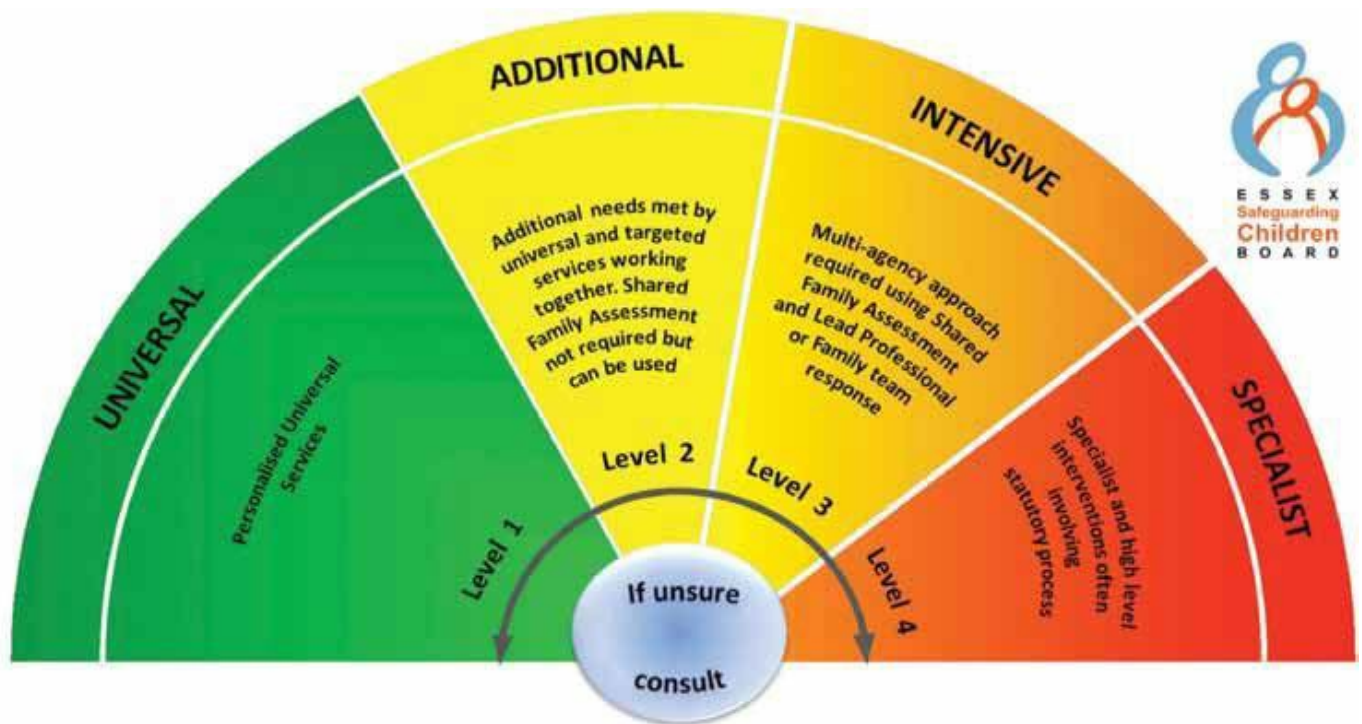 UNIVERSAL
Personalised Universal
Services
Level 1
ADDITIONAL
Additional needs met by
universal and targeted
services working
together. Shared
Family Assessment
not required but
can be used
Level 2
INTENSIVE
Multi-agency approach
required using Shared
Family Assessment
and Lead Professional
or Family team
response
Level 3
SPECIALIST
Specialist and high level
interventions often
involving
statutory process
Level 4
If unsure
consult
ESSEX
Safeguarding
Children
BOARD